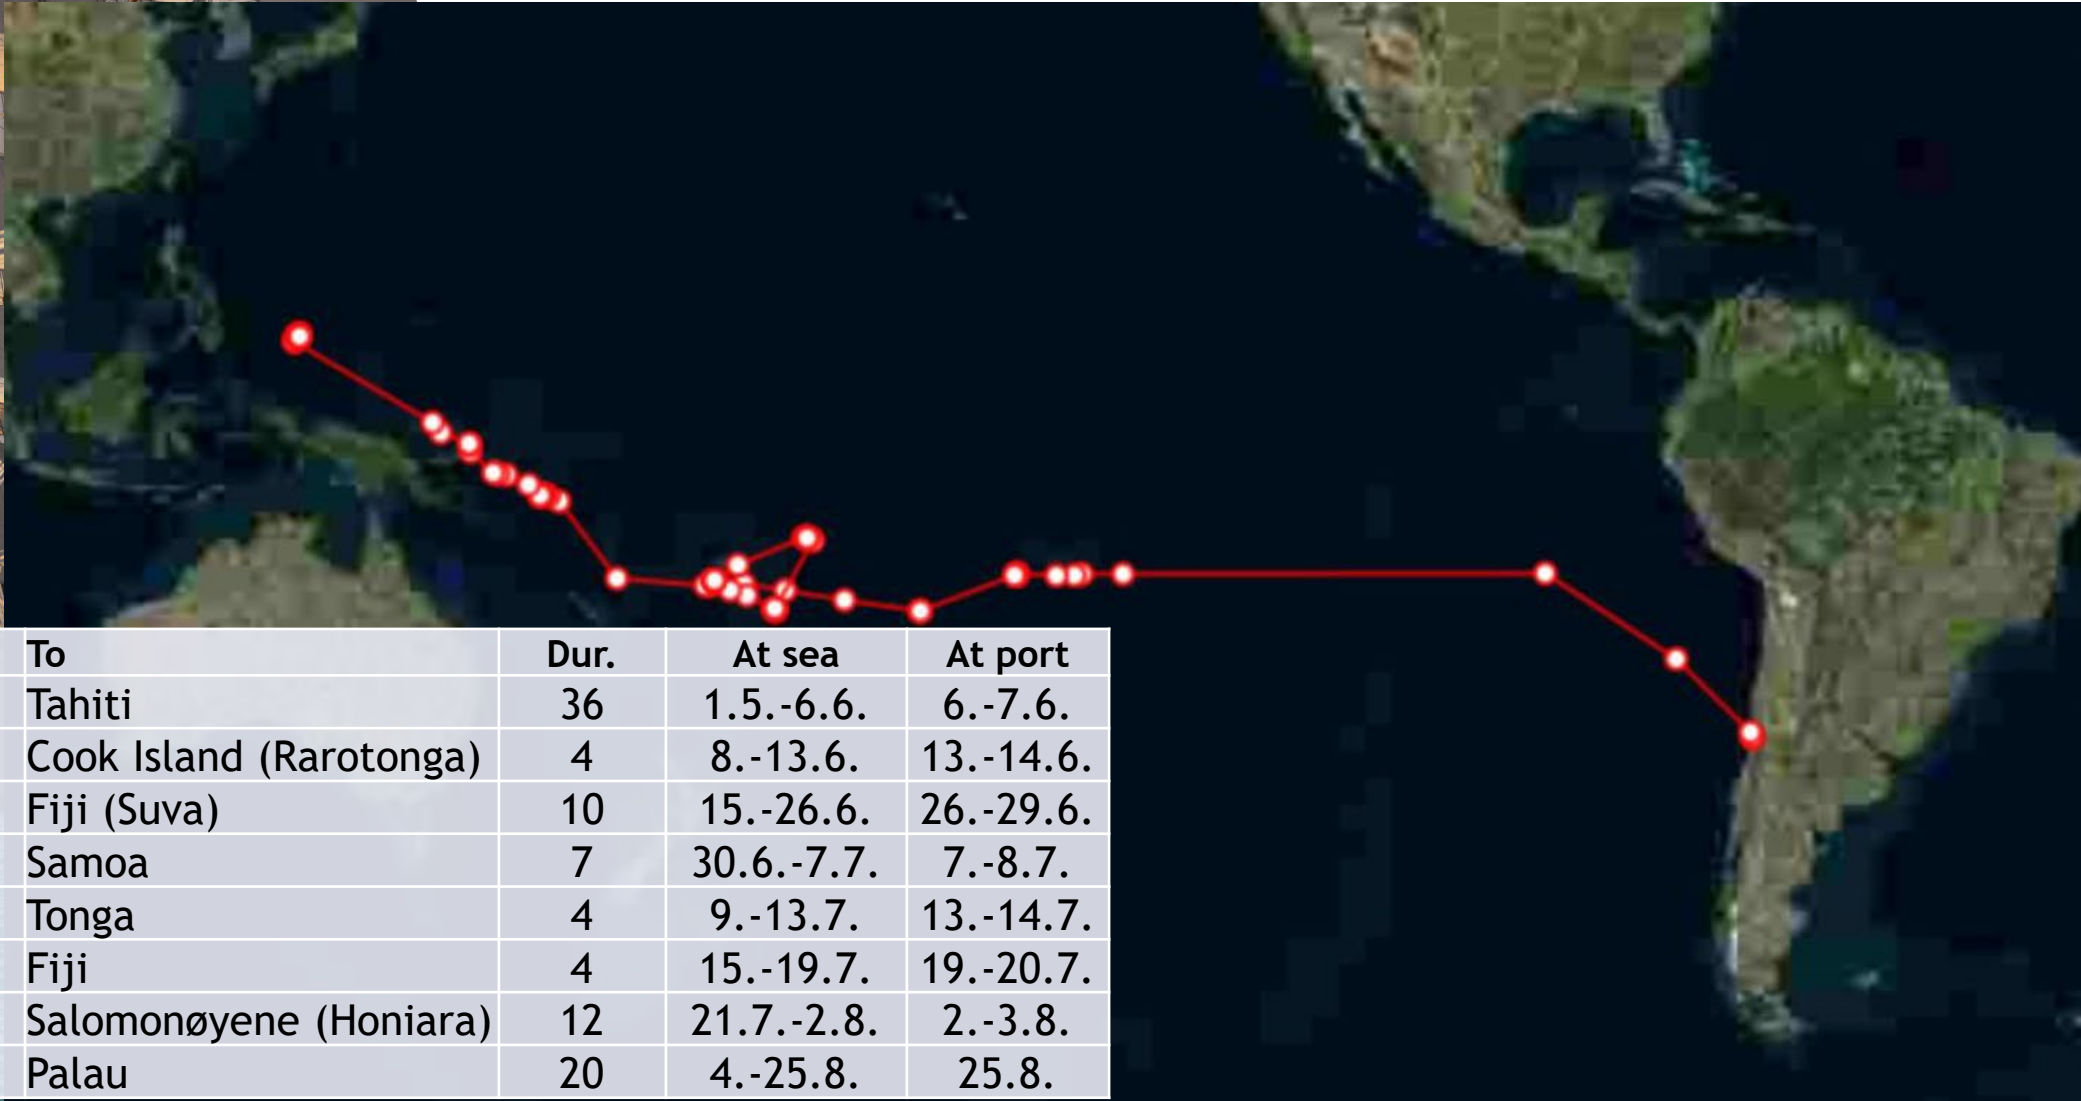 To Dur. At sea At port
Tahiti 36 1.5.-6.6. 6.-7.6.
Cook Island (Rarotonga) 4 8.-13.6. 13.-14.6.
Fiji (Suva) 10 15.-26.6. 26.-29.6.
Samoa 7 30.6.-7.7. 7.-8.7.
Tonga 4 9.-13.7. 13.-14.7.
Fiji 4 15.-19.7. 19.-20.7.
Salomonøyene (Honiara) 12 21.7.-2.8. 2.-3.8.
Palau 20 4.-25.8. 25.8.